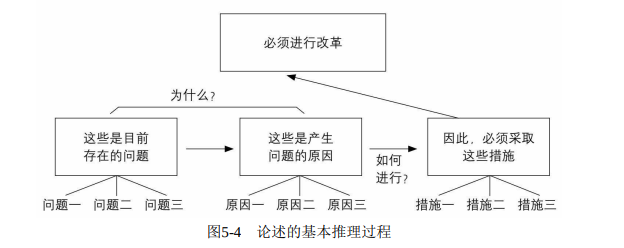 必须进行改革
为什么?
这些是目前
存在的问题
这些是产生
问题的原因
如何
进行?
因此，必须采取
这些措施
问题一 问题二 问题三
原因一 原因二 原因三
措施一 措施二 措施三
图5-4 论述的基本推理过程